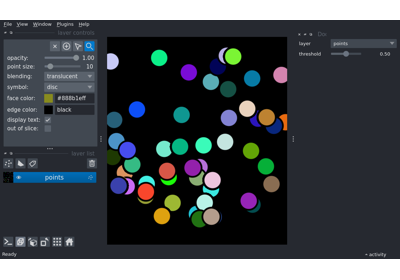 File View Window Plugins Help
layer controls
opacity: 1.00
point size: 10
blending: translucent
symbol: disc
face color: #888b1eff
edge color: black
display text: ✓
out of slice:
layer list
points
Ready
layer points
threshold 0.50
activity